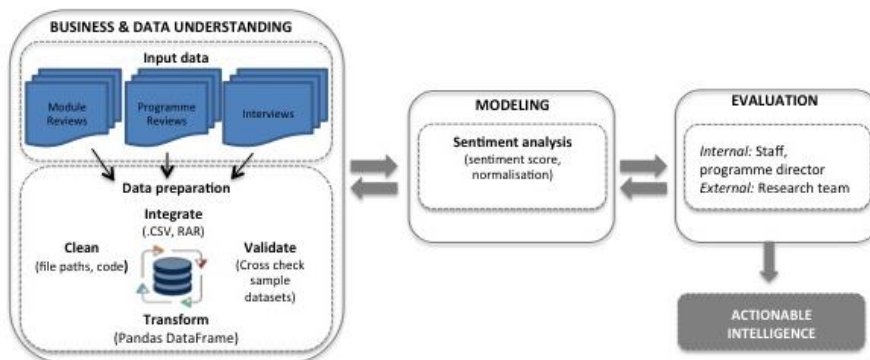 BUSINESS & DATA UNDERSTANDING
Input data
Module
Reviews
Programme
Reviews
Interviews
Data preparation
Integrate
(.CSV, RAR)
Clean
(file paths, code)
Validate
(Cross check
sample
datasets)
Transform
(Pandas DataFrame)
MODELING
Sentiment analysis
(sentiment score,
normalisation)
EVALUATION
Internal: Staff,
programme director
External: Research team
ACTIONABLE
INTELLIGENCE